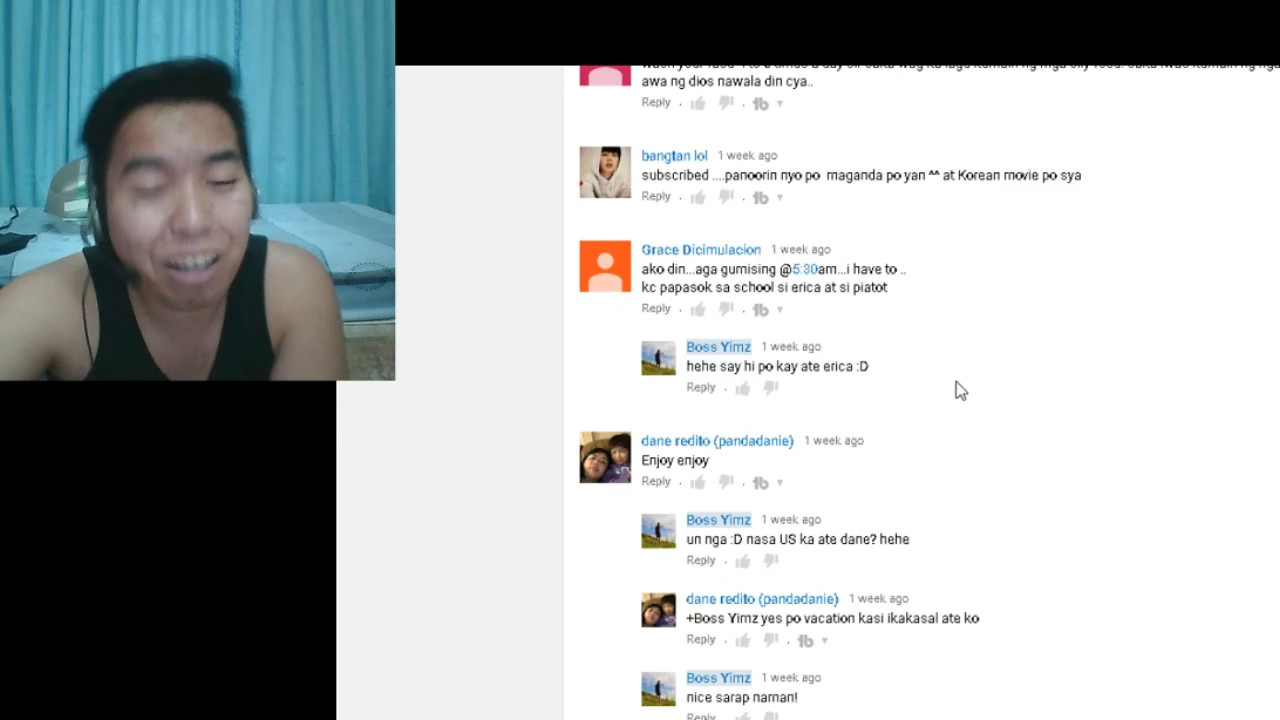 awa ng dios nawala din cya..
Reply
bangtan lol 1 week ago
subscribed ....panoorin nyo po maganda po yan ^^ at Korean movie po sya
Reply
Grace Dicimulacion 1 week ago
ako din...aga gumising @5:30am...i have to ..
kc papasok sa school si erica at si piatot
Reply
Boss Yimz 1 week ago
hehe say hi po kay ate erica :D
Reply
dane redito (pandadanie) 1 week ago
Enjoy enjoy
Reply
Boss Yimz 1 week ago
un nga :D nasa US ka ate dane? hehe
Reply
dane redito (pandadanie) 1 week ago
+Boss Yimz yes po vacation kasi ikakasal ate ko
Reply
Boss Yimz 1 week ago
nice sarap naman!
Reply